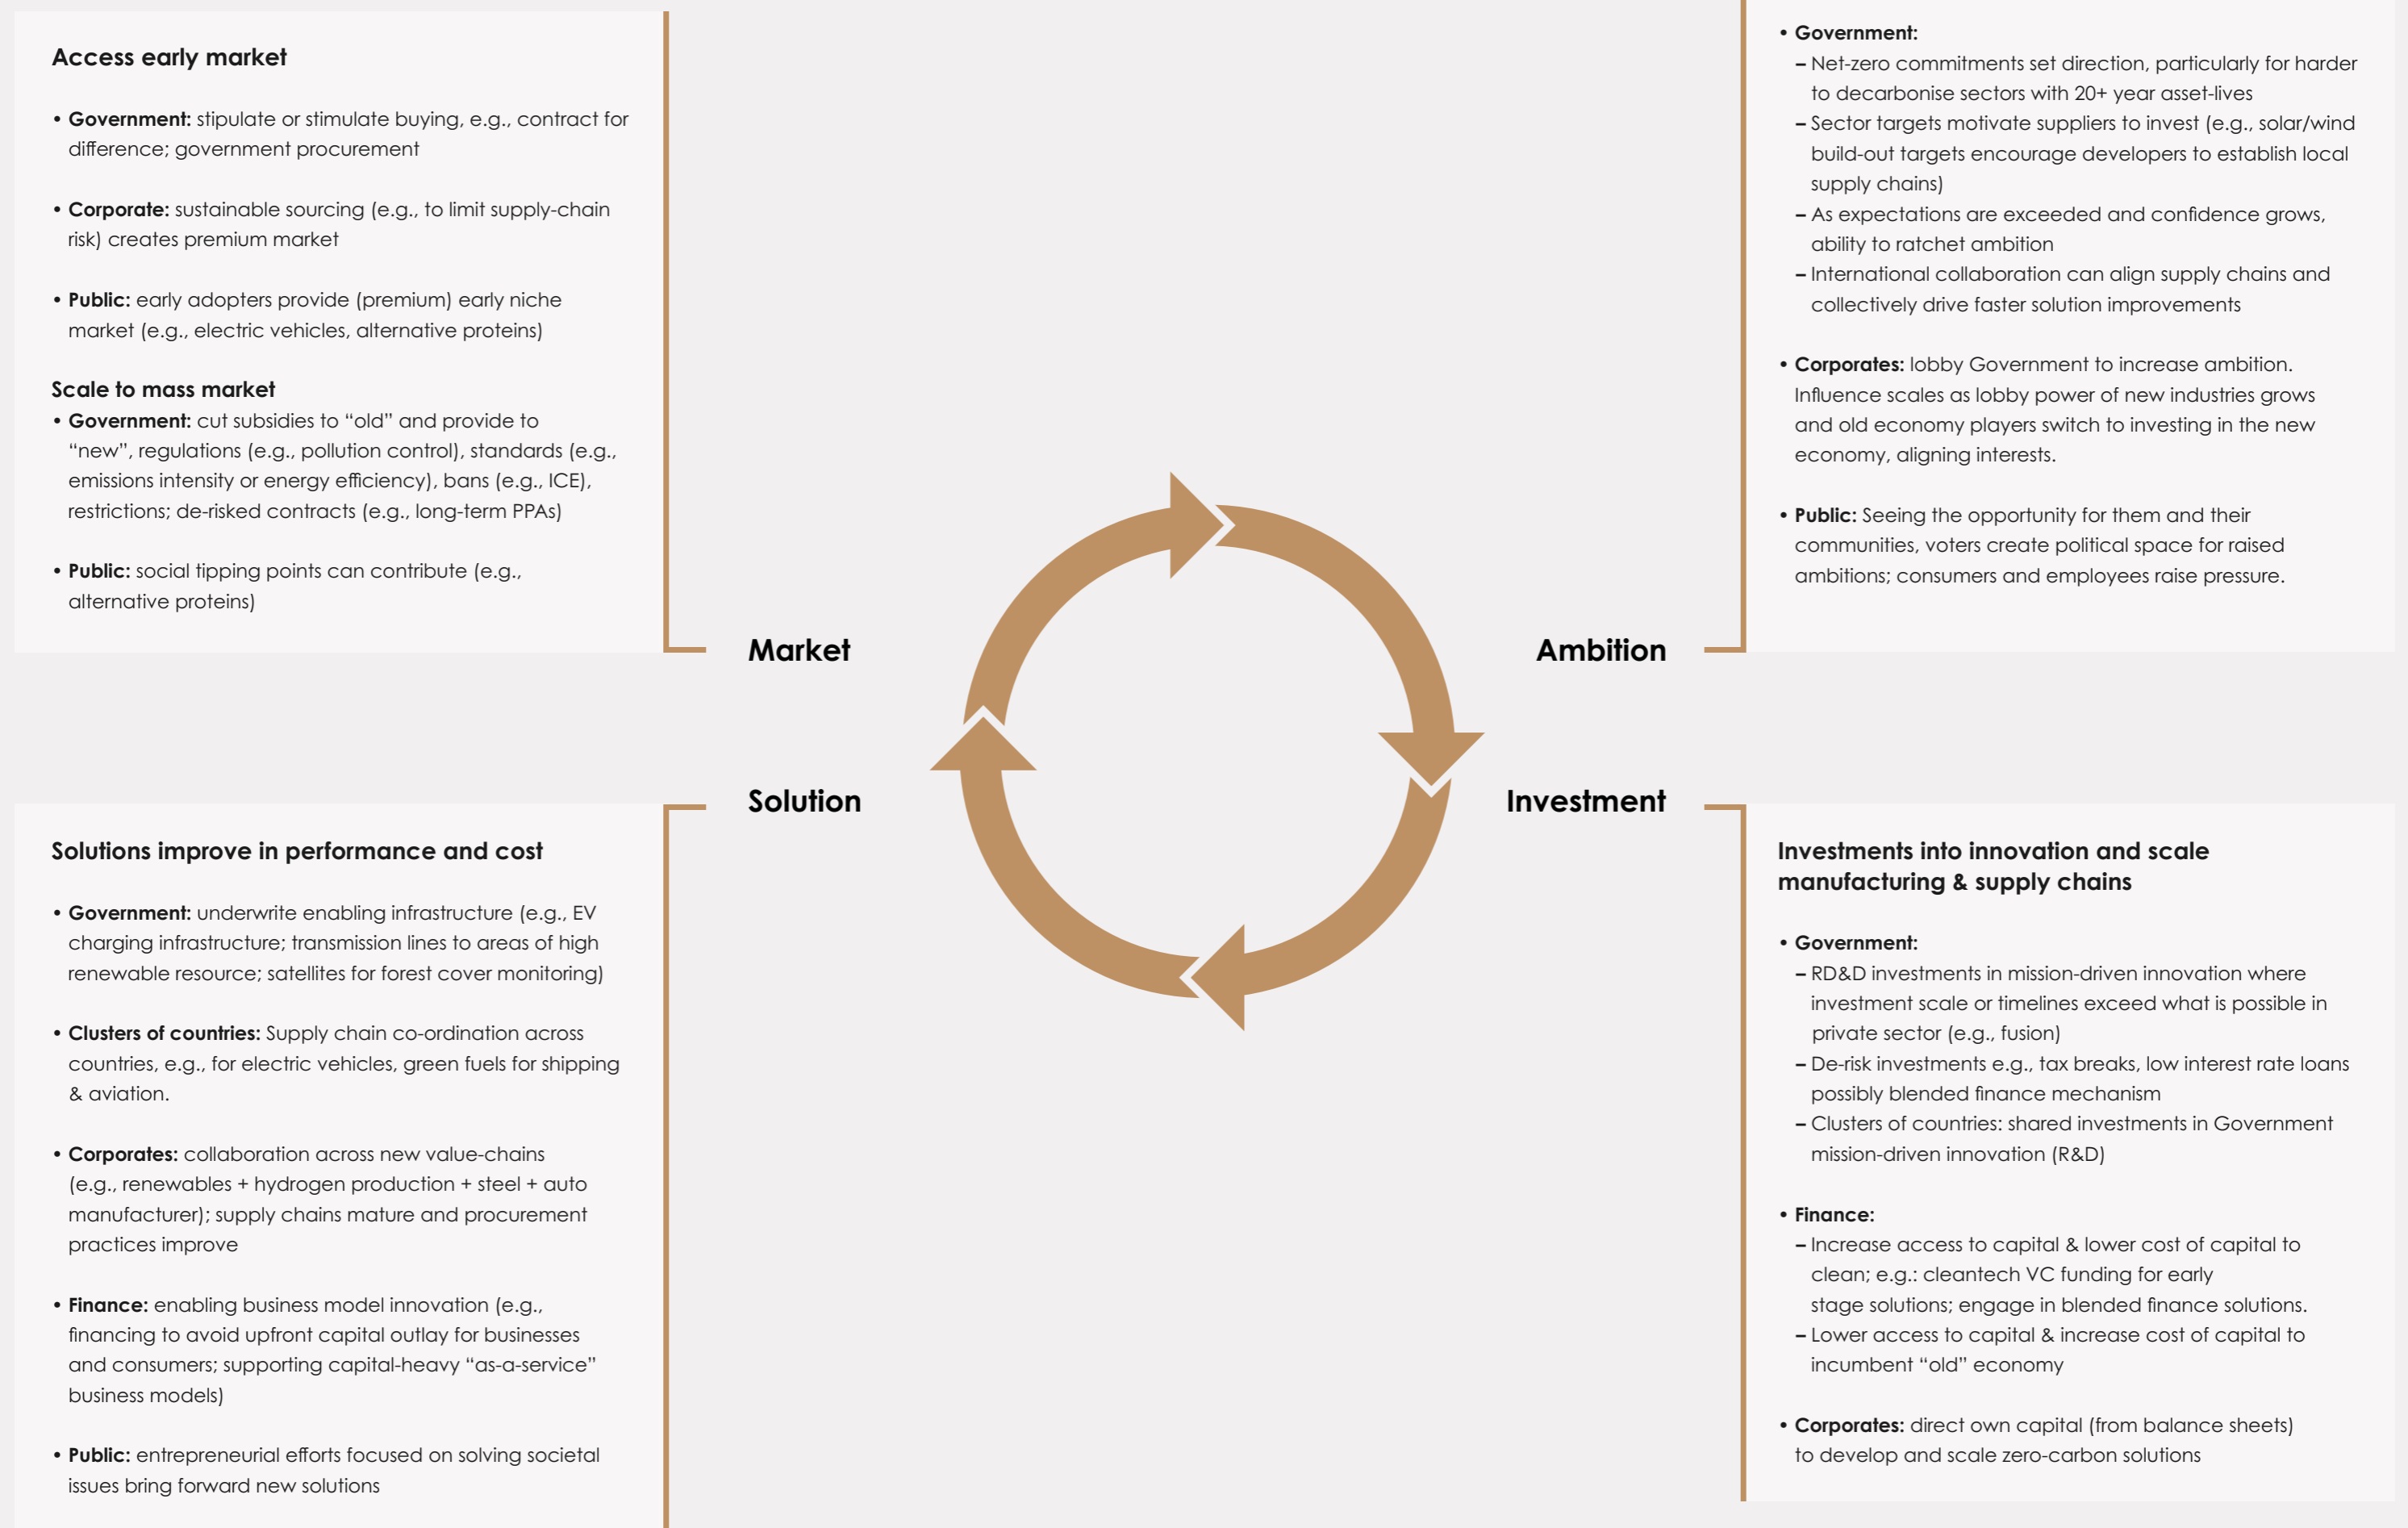 Access early market
• Government: stipulate or stimulate buying, e.g., contract for
difference; government procurement
• Corporate: sustainable sourcing (e.g., to limit supply-chain
risk) creates premium market
• Public: early adopters provide (premium) early niche
market (e.g., electric vehicles, alternative proteins)
Scale to mass market
• Government: cut subsidies to “old” and provide to
“new”, regulations (e.g., pollution control), standards (e.g.,
emissions intensity or energy efficiency), bans (e.g., ICE),
restrictions; de-risked contracts (e.g., long-term PPAs)
• Public: social tipping points can contribute (e.g.,
alternative proteins)
Market
• Government:
– Net-zero commitments set direction, particularly for harder
to decarbonise sectors with 20+ year asset-lives
– Sector targets motivate suppliers to invest (e.g., solar/wind
build-out targets encourage developers to establish local
supply chains)
– As expectations are exceeded and confidence grows,
ability to ratchet ambition
– International collaboration can align supply chains and
collectively drive faster solution improvements
• Corporates: lobby Government to increase ambition.
Influence scales as lobby power of new industries grows
and old economy players switch to investing in the new
economy, aligning interests.
• Public: Seeing the opportunity for them and their
communities, voters create political space for raised
ambitions; consumers and employees raise pressure.
Ambition
Solution
Solutions improve in performance and cost
• Government: underwrite enabling infrastructure (e.g., EV
charging infrastructure; transmission lines to areas of high
renewable resource; satellites for forest cover monitoring)
• Clusters of countries: Supply chain co-ordination across
countries, e.g., for electric vehicles, green fuels for shipping
& aviation.
• Corporates: collaboration across new value-chains
(e.g., renewables + hydrogen production + steel + auto
manufacturer); supply chains mature and procurement
practices improve
• Finance: enabling business model innovation (e.g.,
financing to avoid upfront capital outlay for businesses
and consumers; supporting capital-heavy “as-a-service”
business models)
• Public: entrepreneurial efforts focused on solving societal
issues bring forward new solutions
Investment
Investments into innovation and scale
manufacturing & supply chains
• Government:
– RD&D investments in mission-driven innovation where
investment scale or timelines exceed what is possible in
private sector (e.g., fusion)
– De-risk investments e.g., tax breaks, low interest rate loans
possibly blended finance mechanism
– Clusters of countries: shared investments in Government
mission-driven innovation (R&D)
• Finance:
– Increase access to capital & lower cost of capital to
clean; e.g.: cleantech VC funding for early
stage solutions; engage in blended finance solutions.
– Lower access to capital & increase cost of capital to
incumbent “old” economy
• Corporates: direct own capital (from balance sheets)
to develop and scale zero-carbon solutions